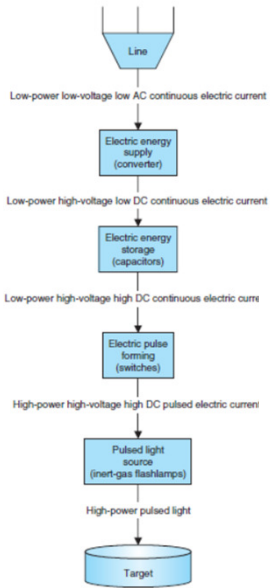 Line
Low-power low-voltage low AC continuous electric current
Electric energy
supply
(converter)
Low-power high-voltage low DC continuous electric current
Electric energy
storage
(capacitors)
Low-power high-voltage high DC continuous electric curre
Electric pulse
forming
(switches)
High-power high-voltage high DC pulsed electric current
Pulsed light
source
(inert-gas flashlamps)
High-power pulsed light
Target